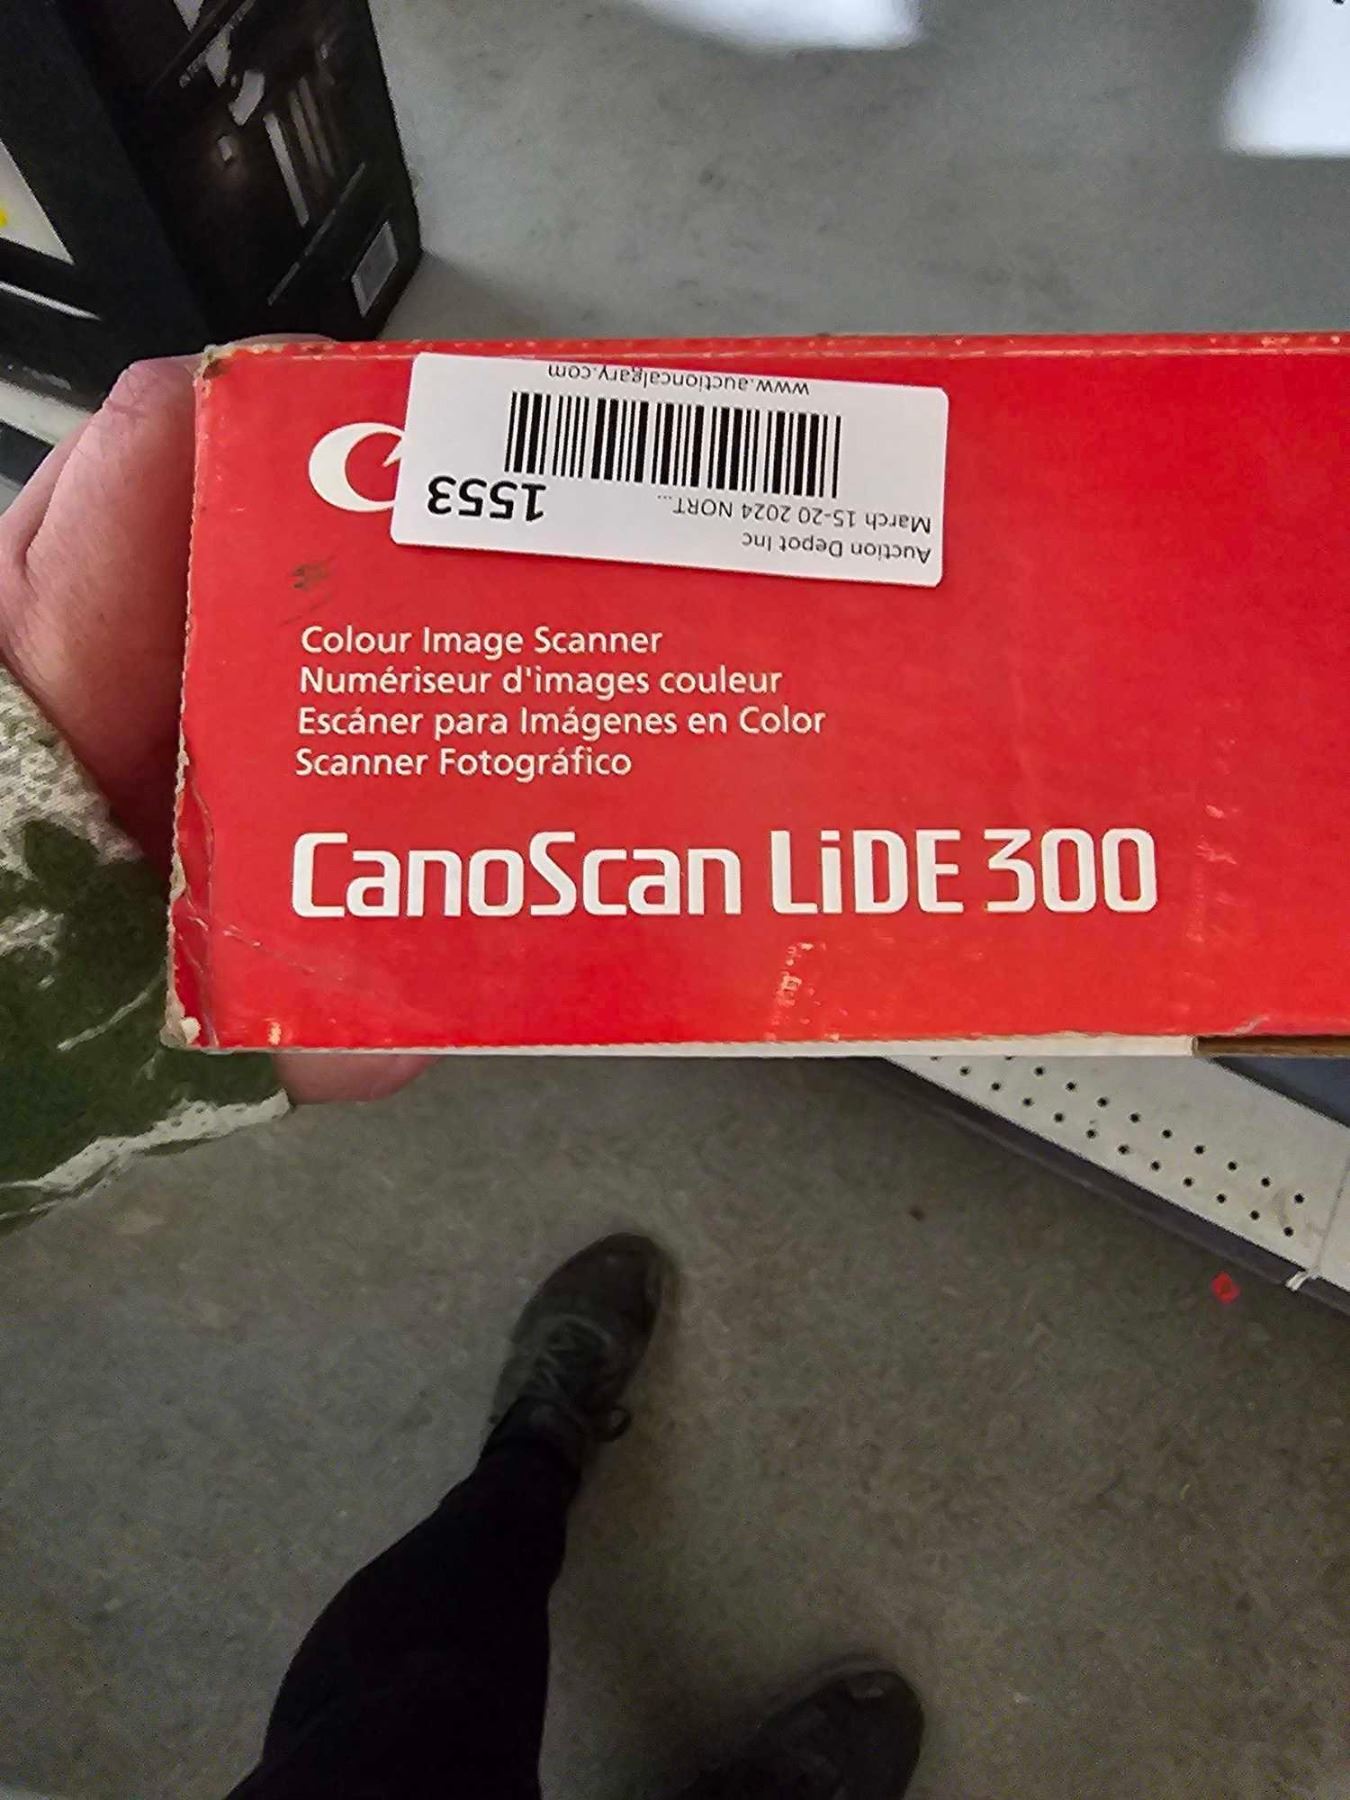 Auction Depot Inc
March 15-20 2024 NORT...
1553
www.auctioncalgary.com
Colour Image Scanner
Numériseur d'images couleur
Escáner para Imágenes en Color
Scanner Fotográfico
CanoScan LiDE 300